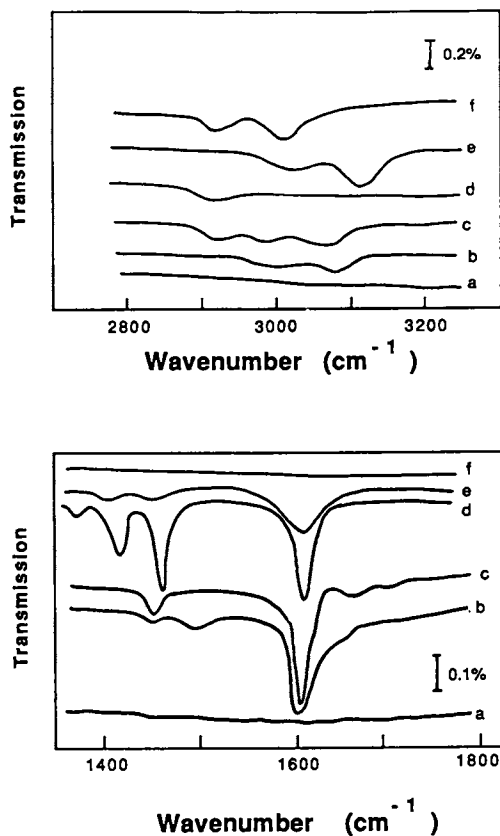 0.2%
Transmission
f
e
d
c
b
a
2800 3000 3200
Wavenumber (cm-1)
f
e
d
c
b
a
Transmission
0.1%
1400 1600 1800
Wavenumber (cm-1)